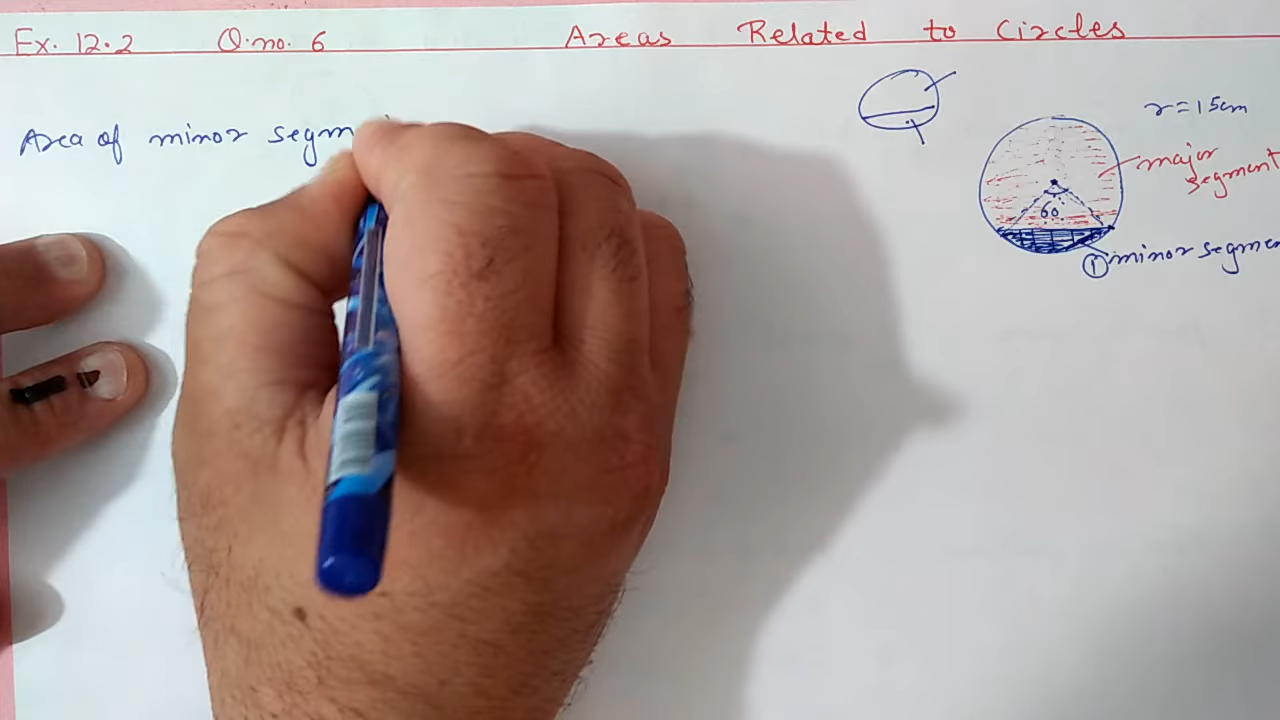 Ex. 12.2 Q.no. 6 Areas Related to Circles
Area of minor segm
r = 15cm
major
segment
60
① minor segme